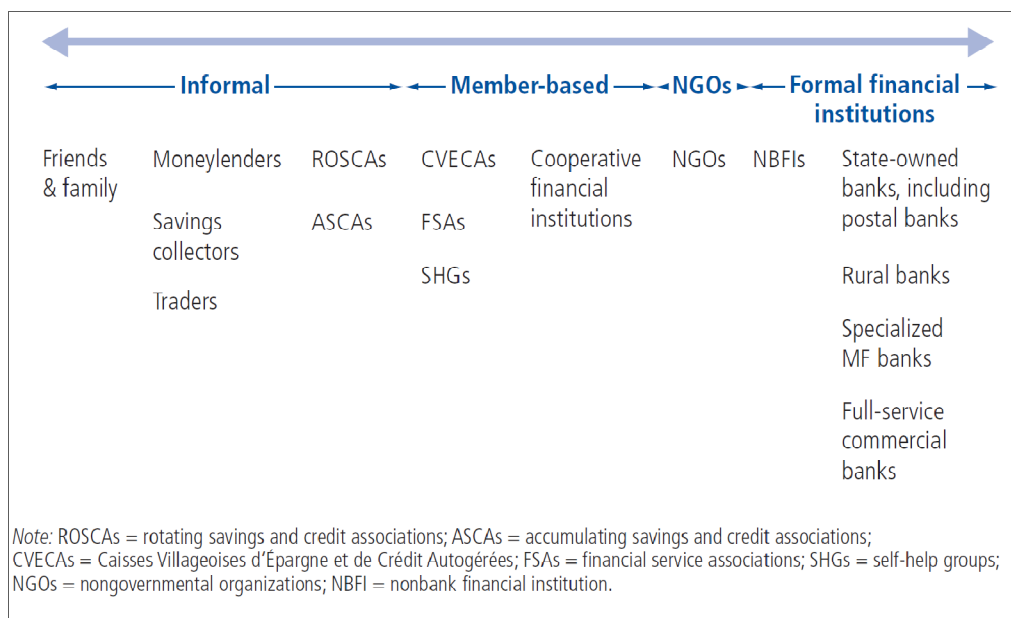 Informal Member-based NGOs Formal financial
institutions
Friends
& family
Moneylenders
Savings
collectors
Traders
ROSCAs
ASCAs
CVECAs
FSAs
SHGs
Cooperative
financial
institutions
NGOs
NBFIs
State-owned
banks, including
postal banks
Rural banks
Specialized
MF banks
Full-service
commercial
banks
Note: ROSCAs = rotating savings and credit associations; ASCAs = accumulating savings and credit associations;
CVECAs = Caisses Villageoises d’Épargne et de Crédit Autogérées; FSAs = financial service associations; SHGs = self-help groups;
NGOs = nongovernmental organizations; NBFI = nonbank financial institution.